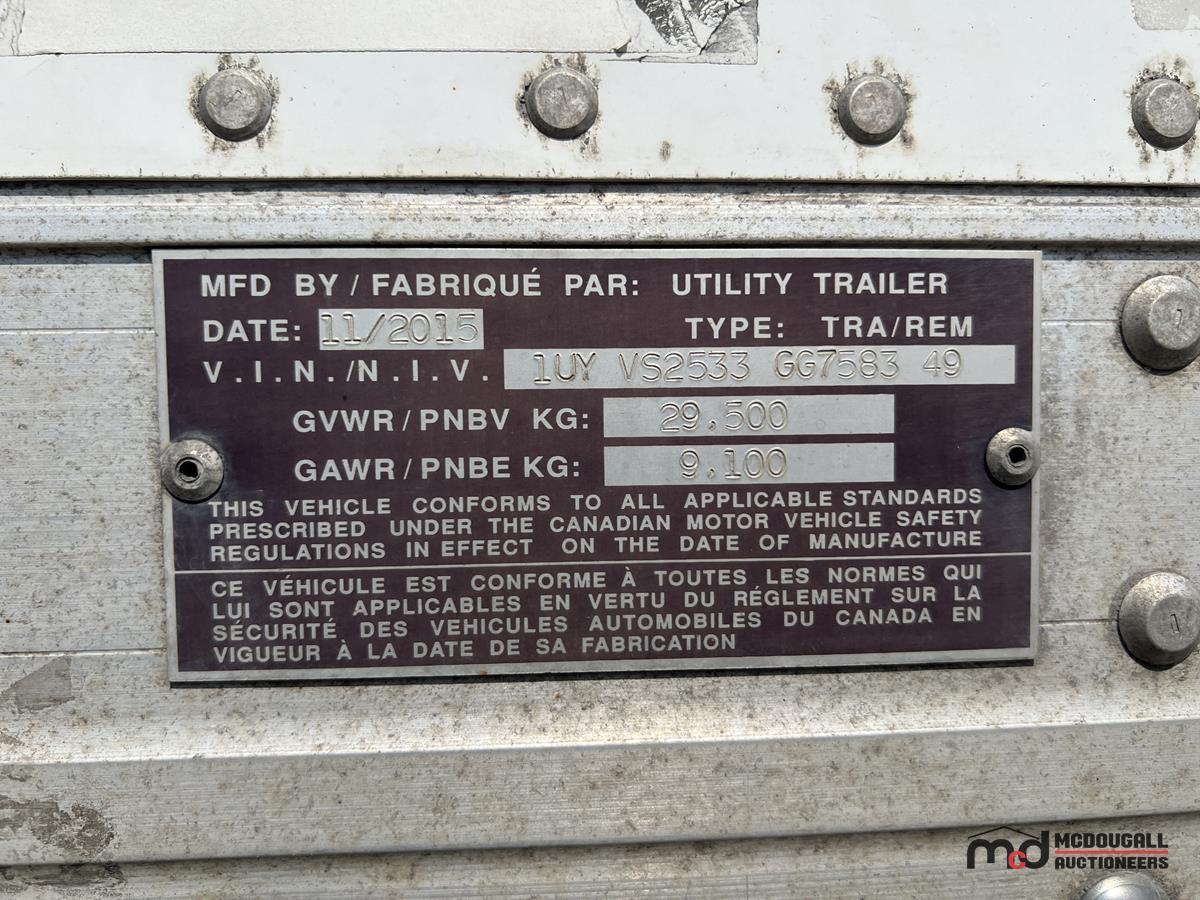 MFD BY / FABRIQUÉ PAR: UTILITY TRAILER
DATE: 11/2015 TYPE: TRA/REM
V.I.N./N.I.V. 1UY VS2533 GG7583 49
GVWR / PNBV KG: 29,500
GAWR / PNBE KG: 9,100
THIS VEHICLE CONFORMS TO ALL APPLICABLE STANDARDS
PRESCRIBED UNDER THE CANADIAN MOTOR VEHICLE SAFETY
REGULATIONS IN EFFECT ON THE DATE OF MANUFACTURE
CE VÉHICULE EST CONFORME À TOUTES LES NORMES QUI
LUI SONT APPLICABLES EN VERTU DU RÉGLEMENT SUR LA
SÉCURITÉ DES VEHICULES AUTOMOBILES DU CANADA EN
VIGUEUR À LA DATE DE SA FABRICATION
mcd MCDOUGALL
AUCTIONEERS